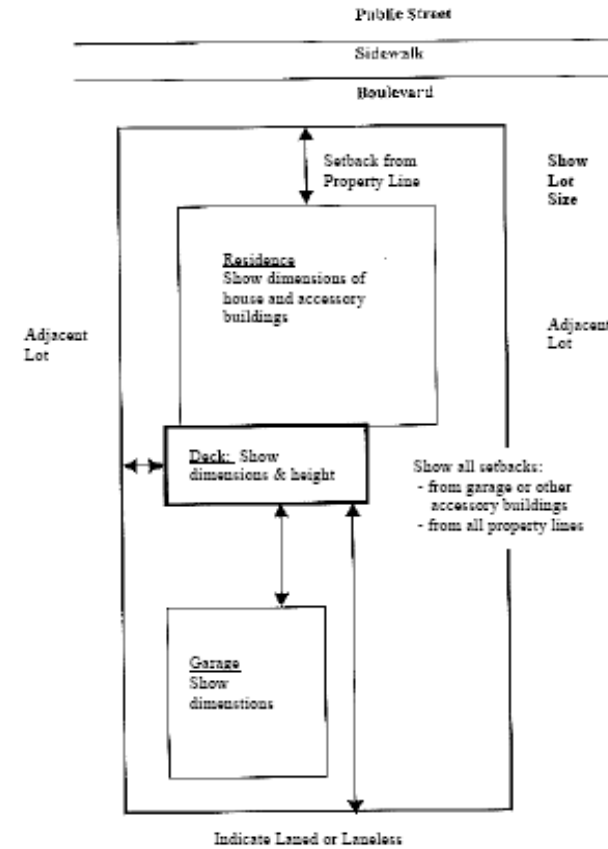 Public Street
Sidewalk
Boulevard
Setback from
Property Line
Show
Lot
Size
Residence
Show dimensions of
house and accessory
buildings
Adjacent
Lot
Adjacent
Lot
Deck: Show
dimensions & height
Show all setbacks:
- from garage or other
accessory buildings
- from all property lines
Garage
Show
dimenstions
Indicate Laned or Laneless